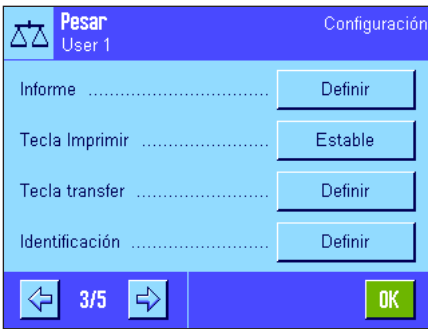 Pesar
User 1
Configuración
Informe ................................. Definir
Tecla Imprimir ........................ Estable
Tecla transfer ......................... Definir
Identificación .......................... Definir
3/5
OK